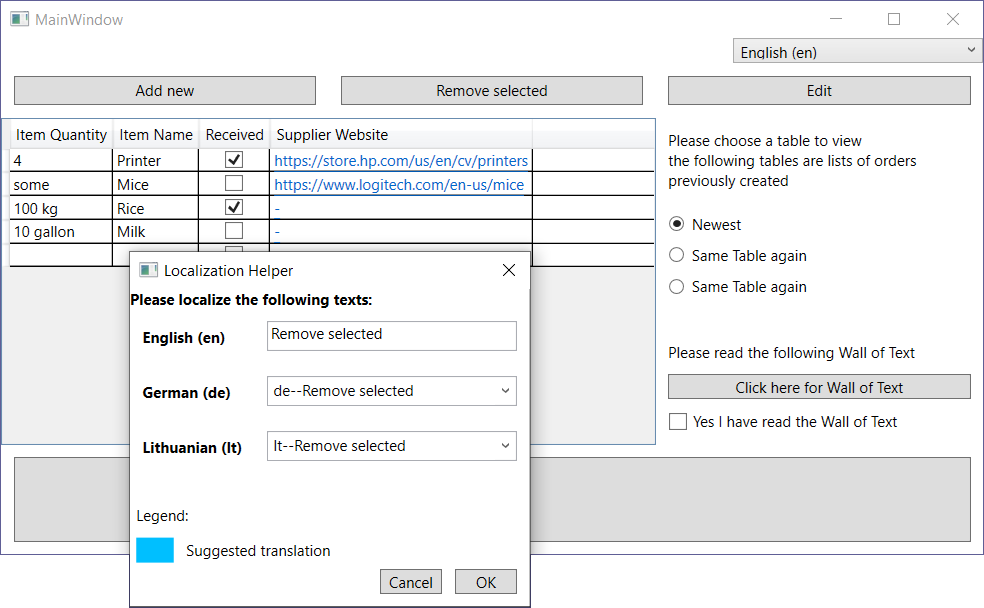 MainWindow
English (en)
Add new
Remove selected
Edit
Item Quantity Item Name Received Supplier Website
4 Printer https://store.hp.com/us/en/cv/printers
some Mice https://www.logitech.com/en-us/mice
100 kg Rice -
10 gallon Milk -
Please choose a table to view
the following tables are lists of orders
previously created
Newest
Same Table again
Same Table again
Please read the following Wall of Text
Click here for Wall of Text
Yes I have read the Wall of Text
Localization Helper
Please localize the following texts:
English (en) Remove selected
German (de) de--Remove selected
Lithuanian (lt) lt--Remove selected
Legend:
Suggested translation
Cancel
OK